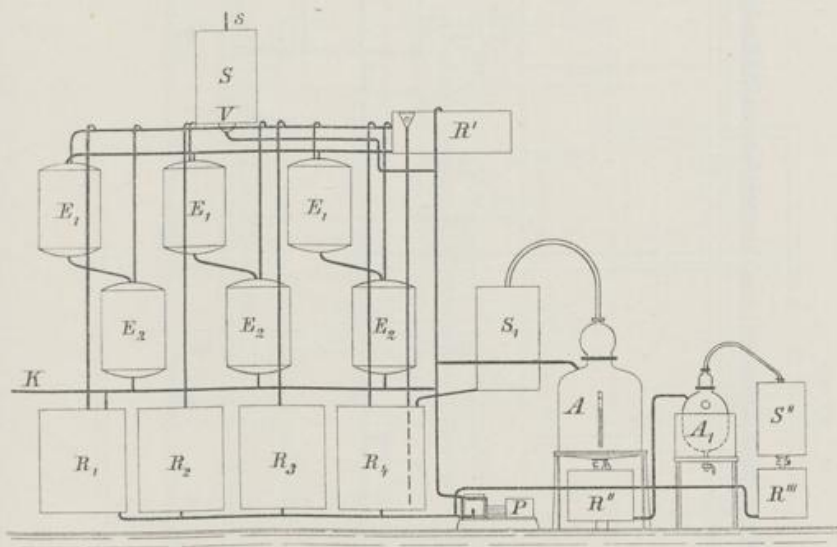 s
S
V
R'
E₁
E₁
E₁
E₂
E₂
E₂
S₁
K
A
A₁
S"
R₁
R₂
R₃
R₄
R"
P
R'''